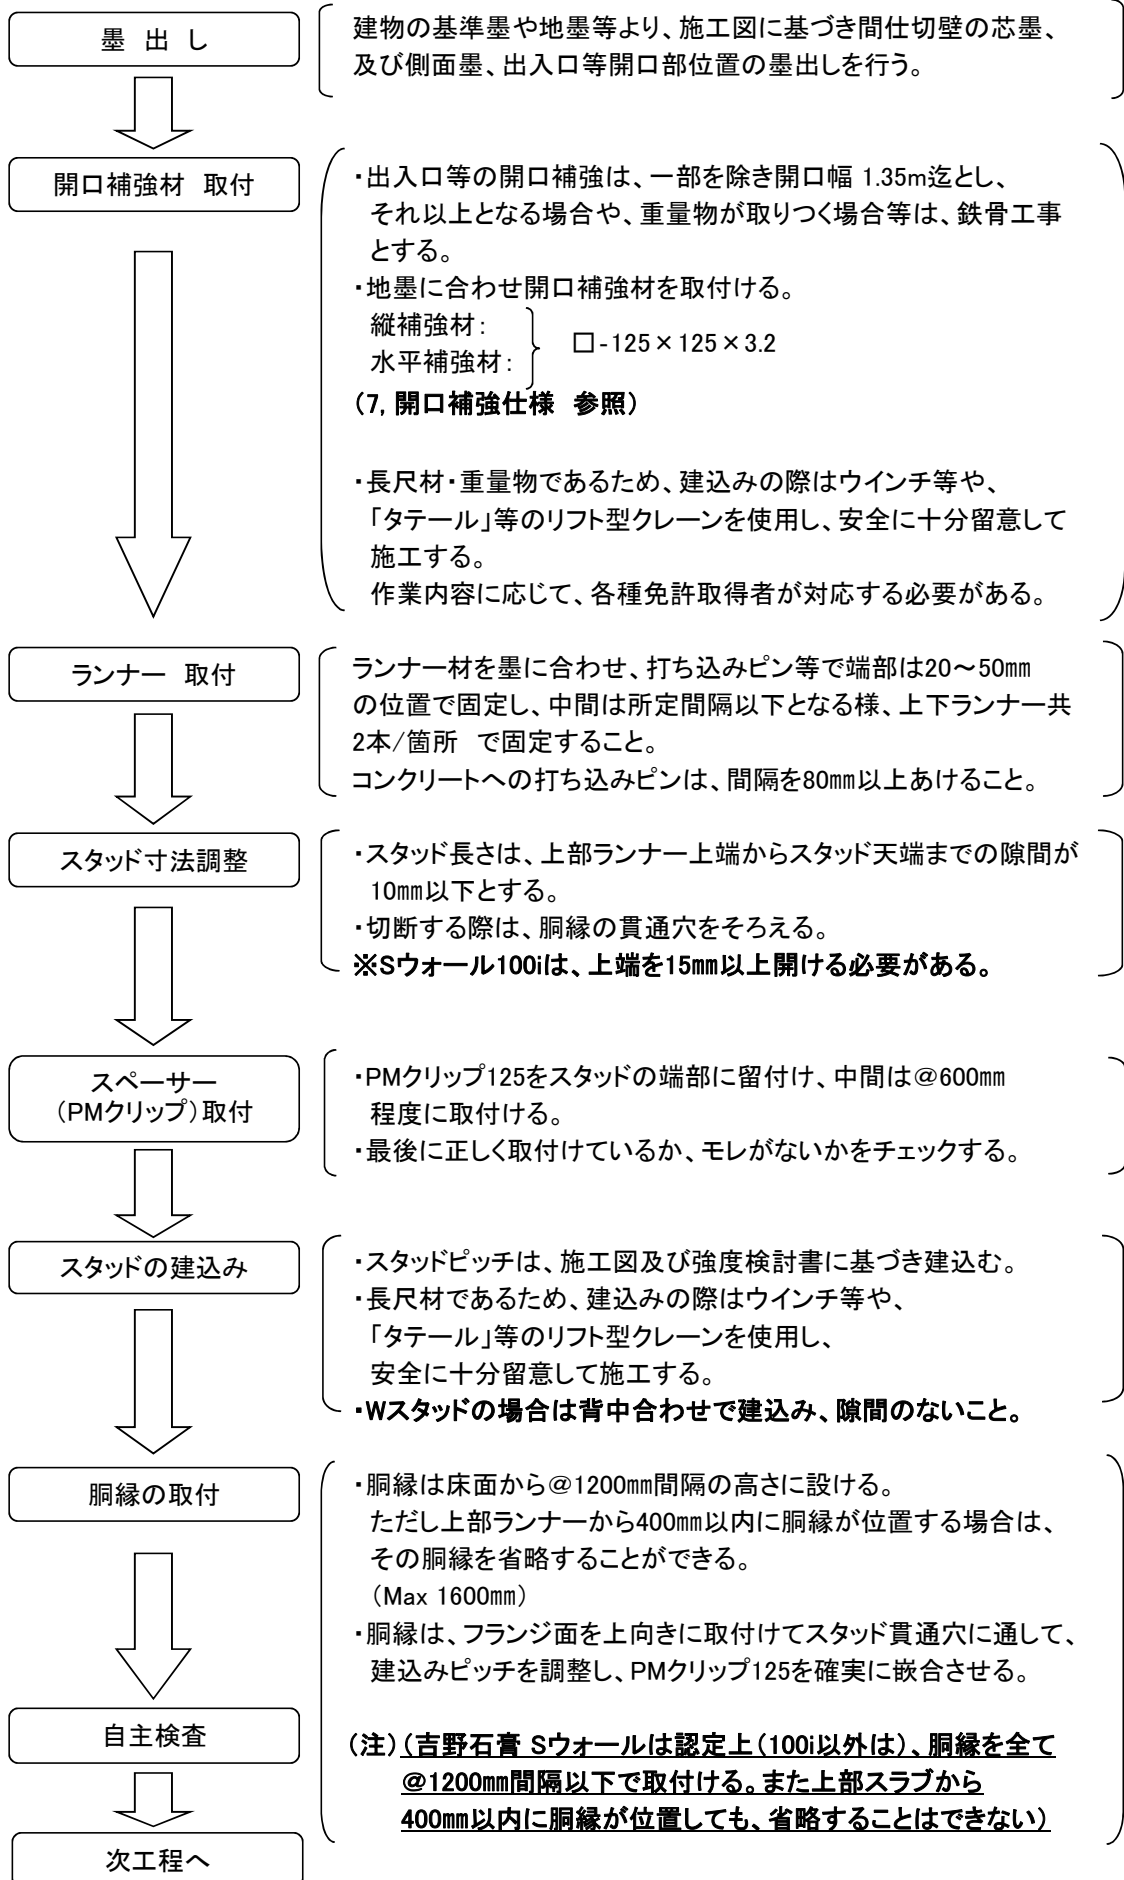 墨 出 し
建物の基準墨や地墨等より、施工図に基づき間仕切壁の芯墨、
及び側面墨、出入口等開口部位置の墨出しを行う。
開口補強材 取付
・出入口等の開口補強は、一部を除き開口幅 1.35m迄とし、
それ以上となる場合や、重量物が取りつく場合等は、鉄骨工事
とする。
・地墨に合わせ開口補強材を取付ける。
縦補強材：
水平補強材：
□-125×125×3.2
（7, 開口補強仕様 参照）
・長尺材・重量物であるため、建込みの際はウインチ等や、
「タテール」等のリフト型クレーンを使用し、安全に十分留意して
施工する。
作業内容に応じて、各種免許取得者が対応する必要がある。
ランナー 取付
ランナー材を墨に合わせ、打ち込みピン等で端部は20～50㎜
の位置で固定し、中間は所定間隔以下となる様、上下ランナー共
2本/箇所 で固定すること。
コンクリートへの打ち込みピンは、間隔を80㎜以上あけること。
スタッド寸法調整
・スタッド長さは、上部ランナー上端からスタッド天端までの隙間が
10㎜以下とする。
・切断する際は、胴縁の貫通穴をそろえる。
※Sウォール100iは、上端を15㎜以上開ける必要がある。
スペーサー
（PMクリップ）取付
・PMクリップ125をスタッドの端部に留付け、中間は＠600㎜
程度に取付ける。
・最後に正しく取付けているか、モレがないかをチェックする。
スタッドの建込み
・スタッドピッチは、施工図及び強度検討書に基づき建込む。
・長尺材であるため、建込みの際はウインチ等や、
「タテール」等のリフト型クレーンを使用し、
安全に十分留意して施工する。
・Wスタッドの場合は背中合わせで建込み、隙間のないこと。
胴縁の取付
・胴縁は床面から＠1200㎜間隔の高さに設ける。
ただし上部ランナーから400㎜以内に胴縁が位置する場合は、
その胴縁を省略することができる。
（Max 1600㎜）
・胴縁は、フランジ面を上向きに取付けてスタッド貫通穴に通して、
建込みピッチを調整し、PMクリップ125を確実に嵌合させる。
自主検査
（注）（吉野石膏 Sウォールは認定上（100i以外は）、胴縁を全て
＠1200㎜間隔以下で取付ける。また上部スラブから
400㎜以内に胴縁が位置しても、省略することはできない）
次工程へ